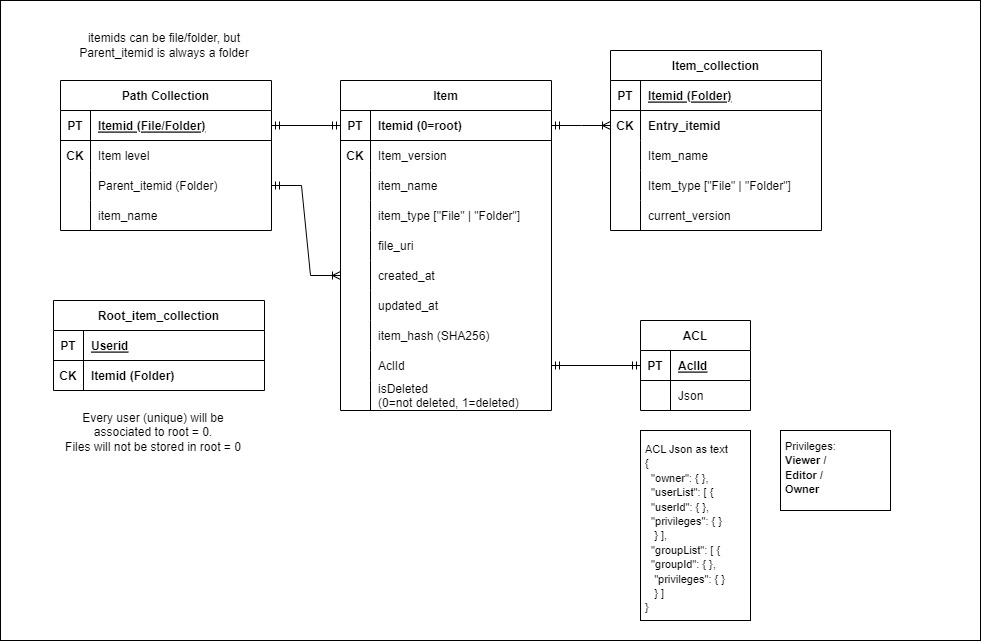 itemids can be file/folder, but
Parent_itemid is always a folder
Path Collection
PT Itemid (File/Folder)
CK Item level
Parent_itemid (Folder)
item_name
Item
PT Itemid (0=root)
CK Item_version
item_name
item_type ["File" | "Folder"]
file_uri
created_at
updated_at
item_hash (SHA256)
AclId
isDeleted
(0=not deleted, 1=deleted)
Item_collection
PT Itemid (Folder)
CK Entry_itemid
Item_name
Item_type ["File" | "Folder"]
current_version
Root_item_collection
PT Userid
CK Itemid (Folder)
Every user (unique) will be
associated to root = 0.
Files will not be stored in root = 0
ACL
PT AclId
Json
ACL Json as text
{
"owner": { },
"userList": [ {
"userId": { },
"privileges": { }
} ],
"groupList": [ {
"groupId": { },
"privileges": { }
} ]
}
Privileges:
Viewer /
Editor /
Owner